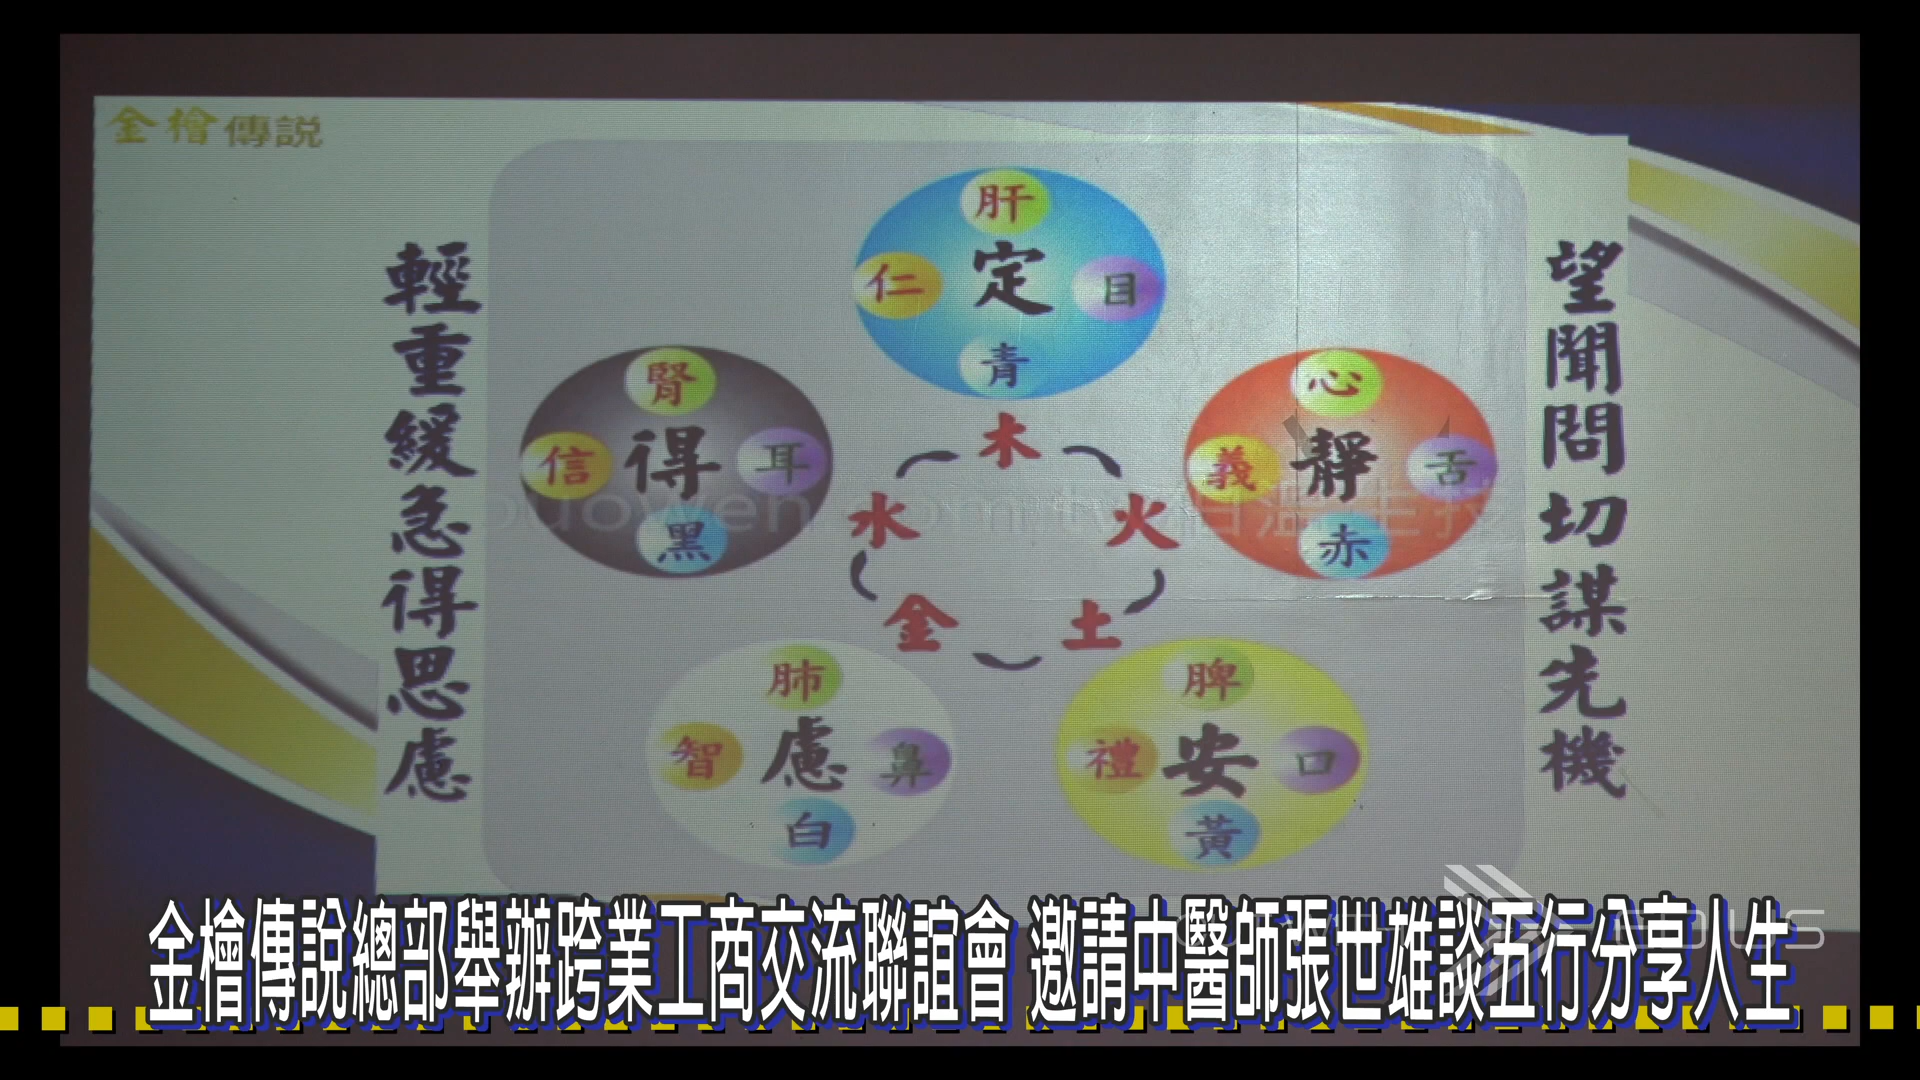 金檜傳説
望聞問切謀先機
輕重緩急得思慮
肝
仁 定 目
青
腎
信 得 耳
黑
心
義 靜 舌
赤
木
水 火
金 土
肺
智 慮 鼻
白
脾
禮 安 口
黃
金檜傳說總部舉辦跨業工商交流聯誼會 邀請中醫師張世雄談五行分享人生